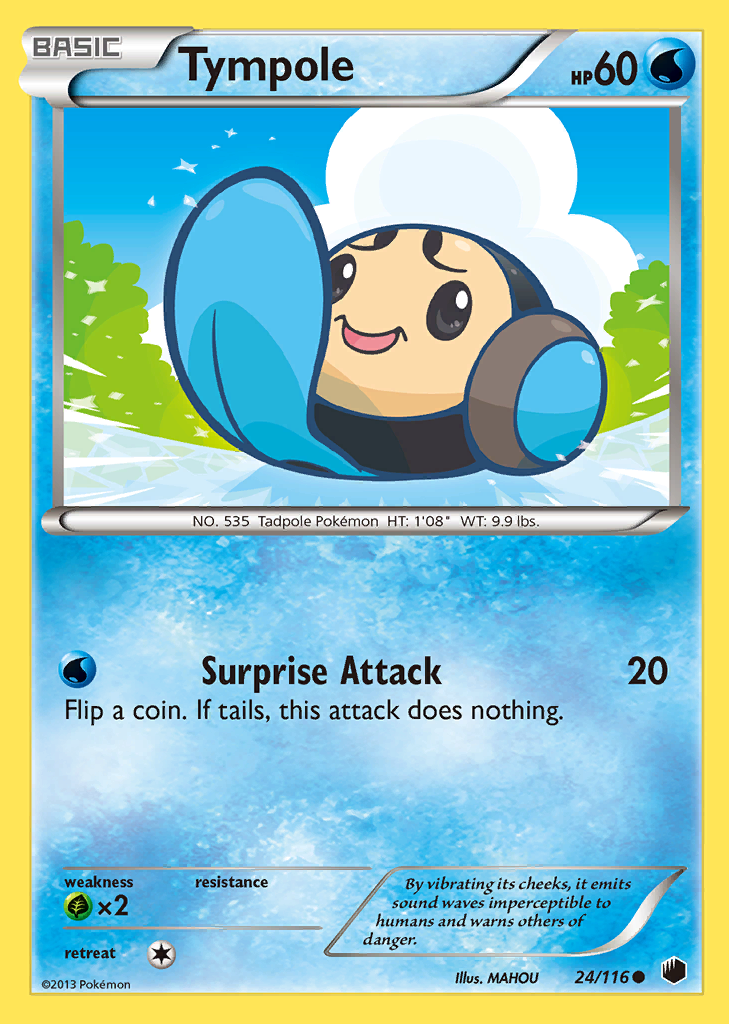 BASIC
Tympole
HP60
NO. 535 Tadpole Pokémon HT: 1'08" WT: 9.9 lbs.
Surprise Attack 20
Flip a coin. If tails, this attack does nothing.
weakness resistance
×2
retreat
By vibrating its cheeks, it emits
sound waves imperceptible to
humans and warns others of
danger.
Illus. MAHOU 24/116
©2013 Pokémon